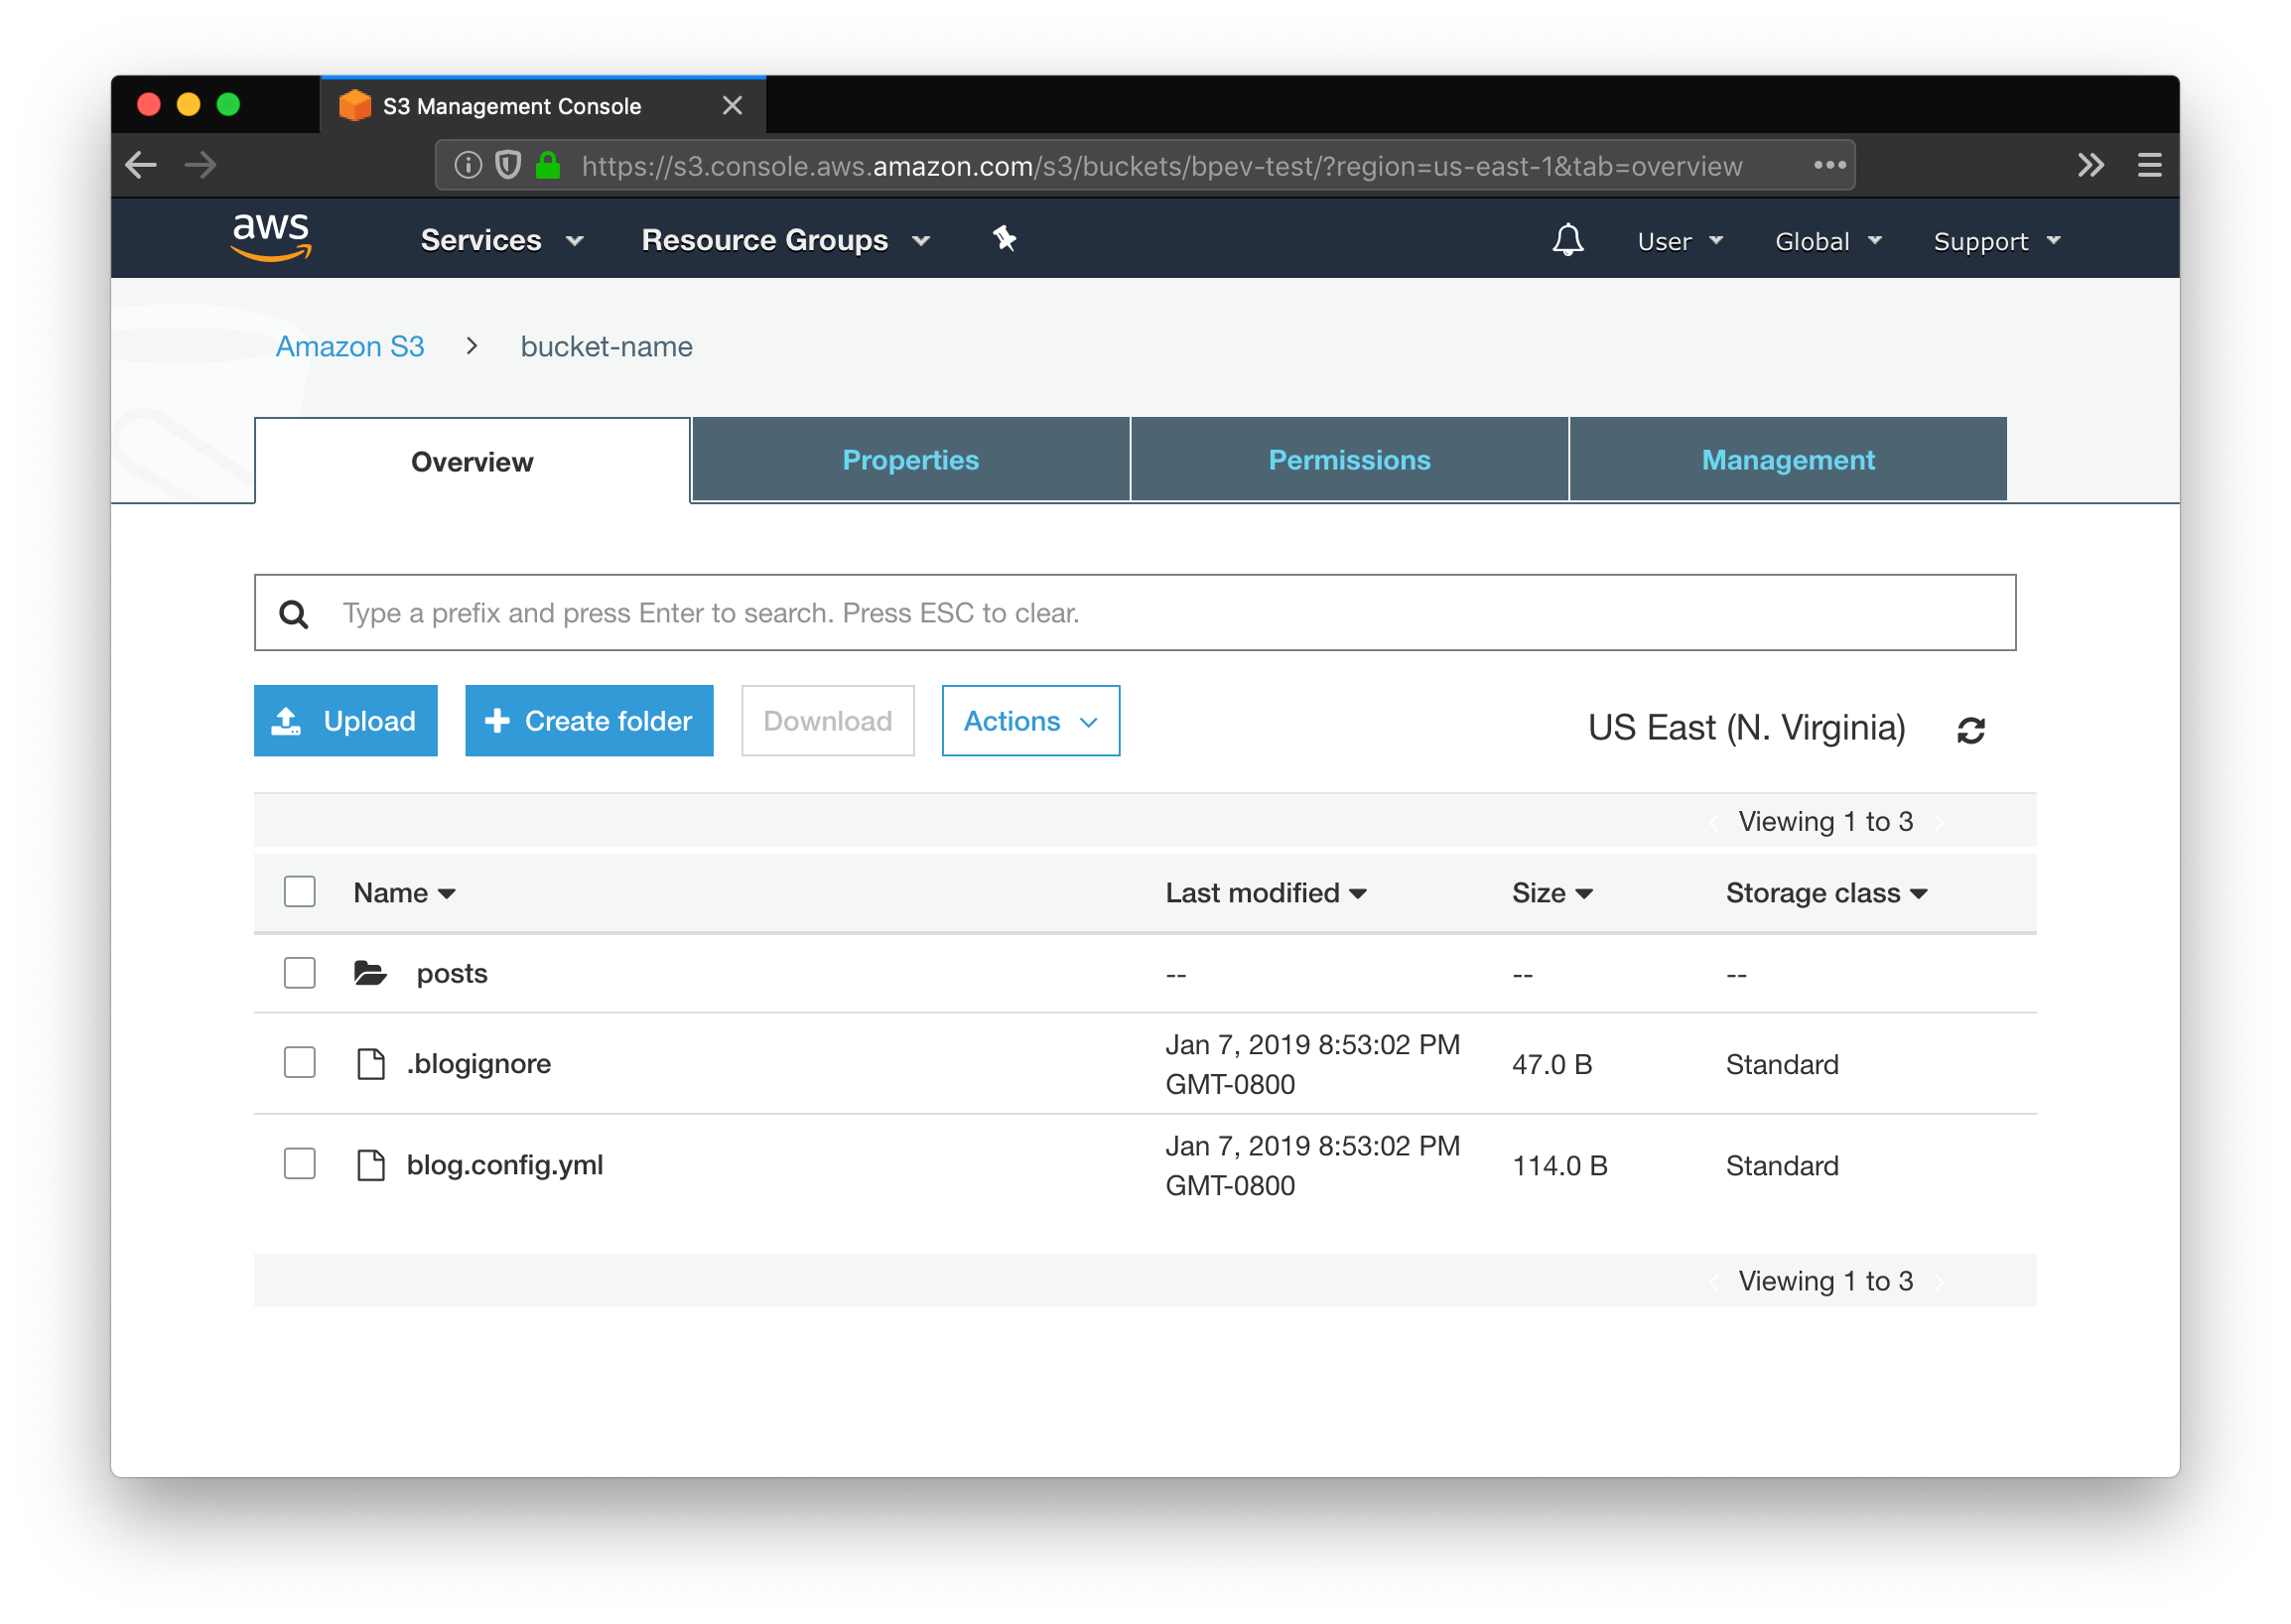 S3 Management Console
https://s3.console.aws.amazon.com/s3/buckets/bpev-test/?region=us-east-1&tab=overview
aws Services Resource Groups User Global Support
Amazon S3 > bucket-name
Overview Properties Permissions Management
Type a prefix and press Enter to search. Press ESC to clear.
Upload Create folder Download Actions US East (N. Virginia)
Viewing 1 to 3
Name Last modified Size Storage class
posts -- -- --
.blogignore Jan 7, 2019 8:53:02 PM GMT-0800 47.0 B Standard
blog.config.yml Jan 7, 2019 8:53:02 PM GMT-0800 114.0 B Standard
Viewing 1 to 3